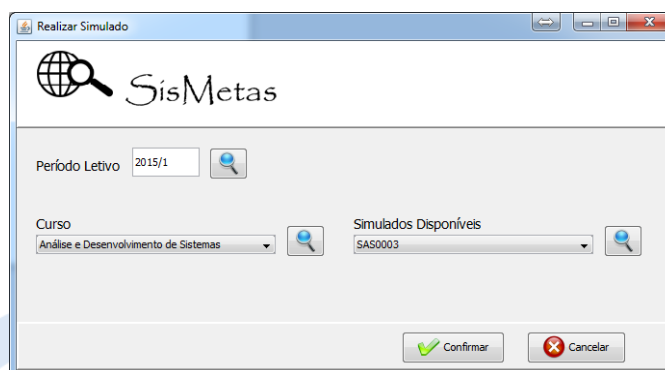 Realizar Simulado
SisMetas
Período Letivo 2015/1
Curso Simulados Disponíveis
Análise e Desenvolvimento de Sistemas SAS0003
Confirmar Cancelar